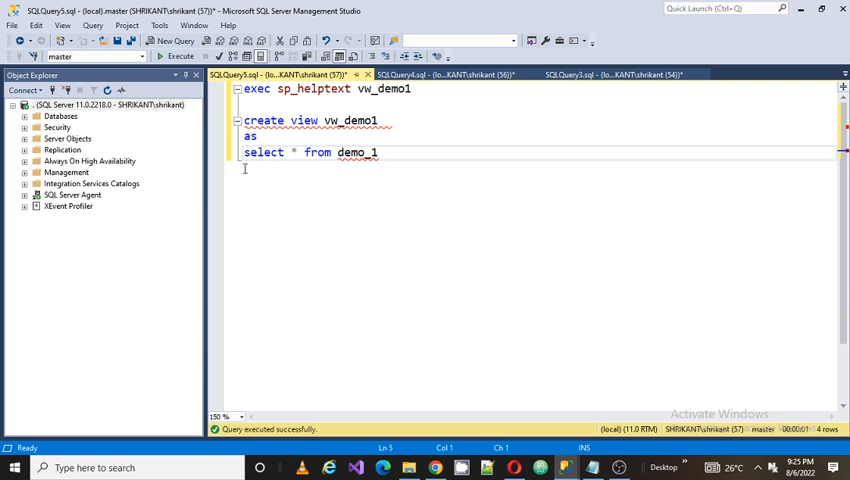 SQLQuery5.sql - (local).master (SHRIKANT\shrikant (57))* - Microsoft SQL Server Management Studio
Quick Launch (Ctrl+Q)
File Edit View Query Project Tools Window Help
New Query
master Execute
Object Explorer
SQLQuery5.sql - (lo...KANT\shrikant (57))* SQLQuery4.sql - (lo...KANT\shrikant (56))* SQLQuery3.sql - (lo...KANT\shrikant (54))*
Connect
. (SQL Server 11.0.2218.0 - SHRIKANT\shrikant)
Databases
Security
Server Objects
Replication
Always On High Availability
Management
Integration Services Catalogs
SQL Server Agent
XEvent Profiler
exec sp_helptext vw_demo1
create view vw_demo1
as
select * from demo_1
150 %
Activate Windows
Query executed successfully. (local) (11.0 RTM) SHRIKANT\shrikant (57) master 00:00:01 4 rows
Ready Ln 5 Col 1 Ch 1 INS
Type here to search
Desktop 26°C 9:25 PM
8/6/2022